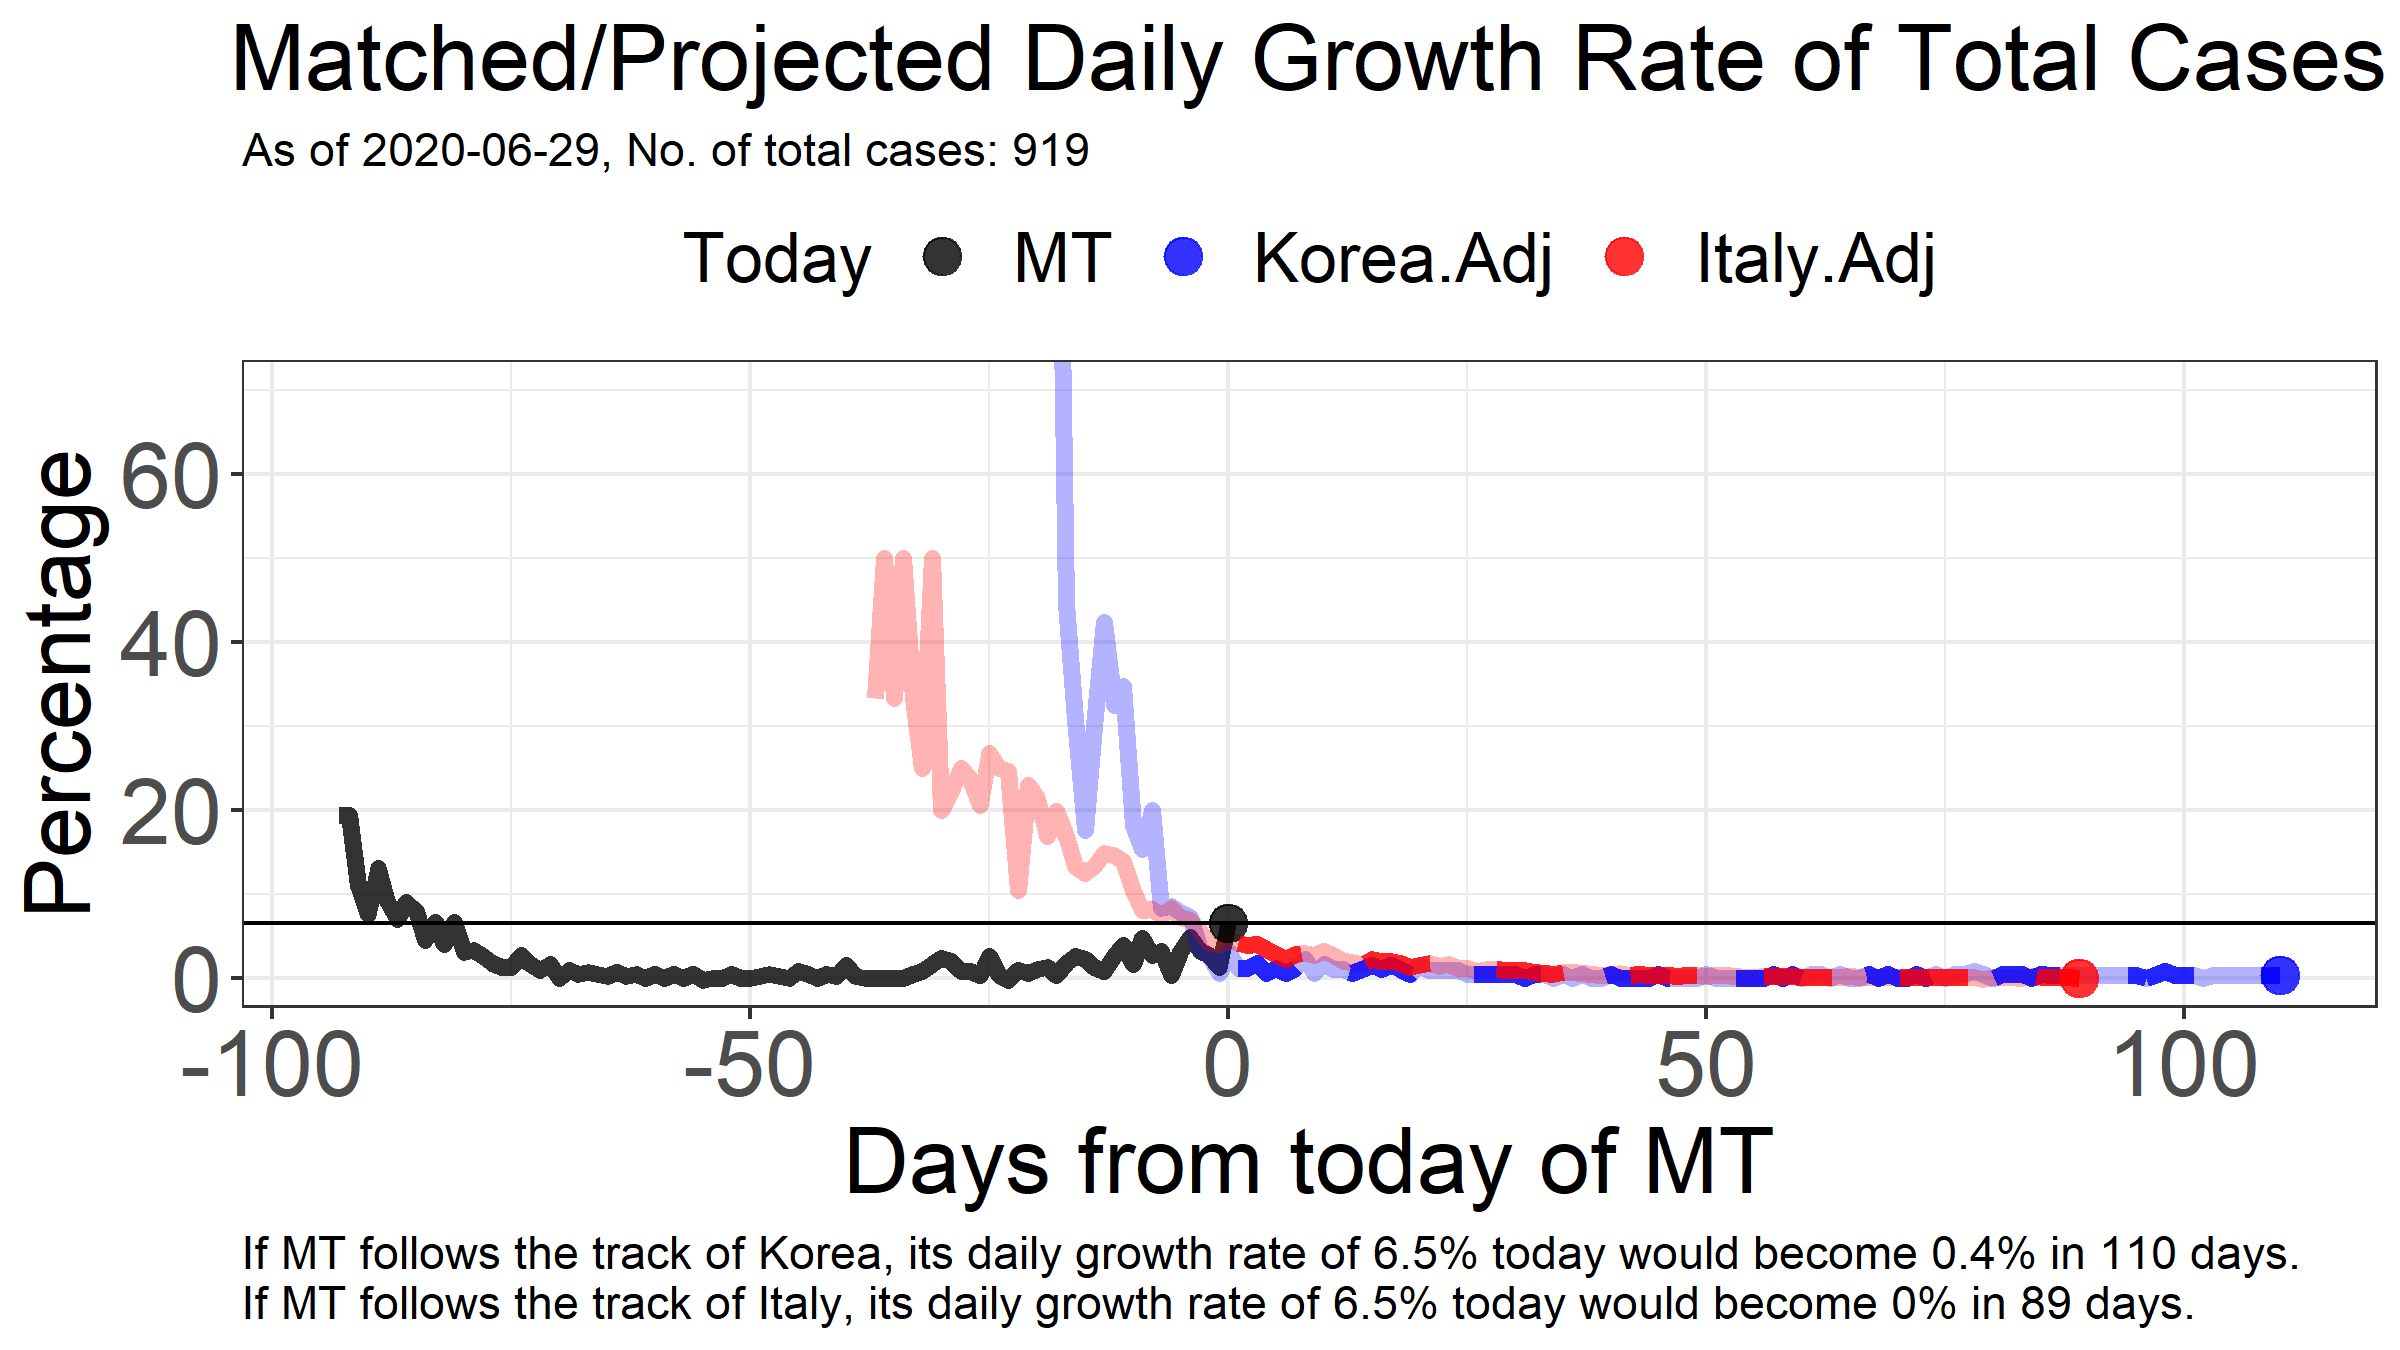 Matched/Projected Daily Growth Rate of Total Cases
As of 2020-06-29, No. of total cases: 919
Today MT Korea.Adj Italy.Adj
Percentage
60
40
20
0
-100 -50 0 50 100
Days from today of MT
If MT follows the track of Korea, its daily growth rate of 6.5% today would become 0.4% in 110 days.
If MT follows the track of Italy, its daily growth rate of 6.5% today would become 0% in 89 days.